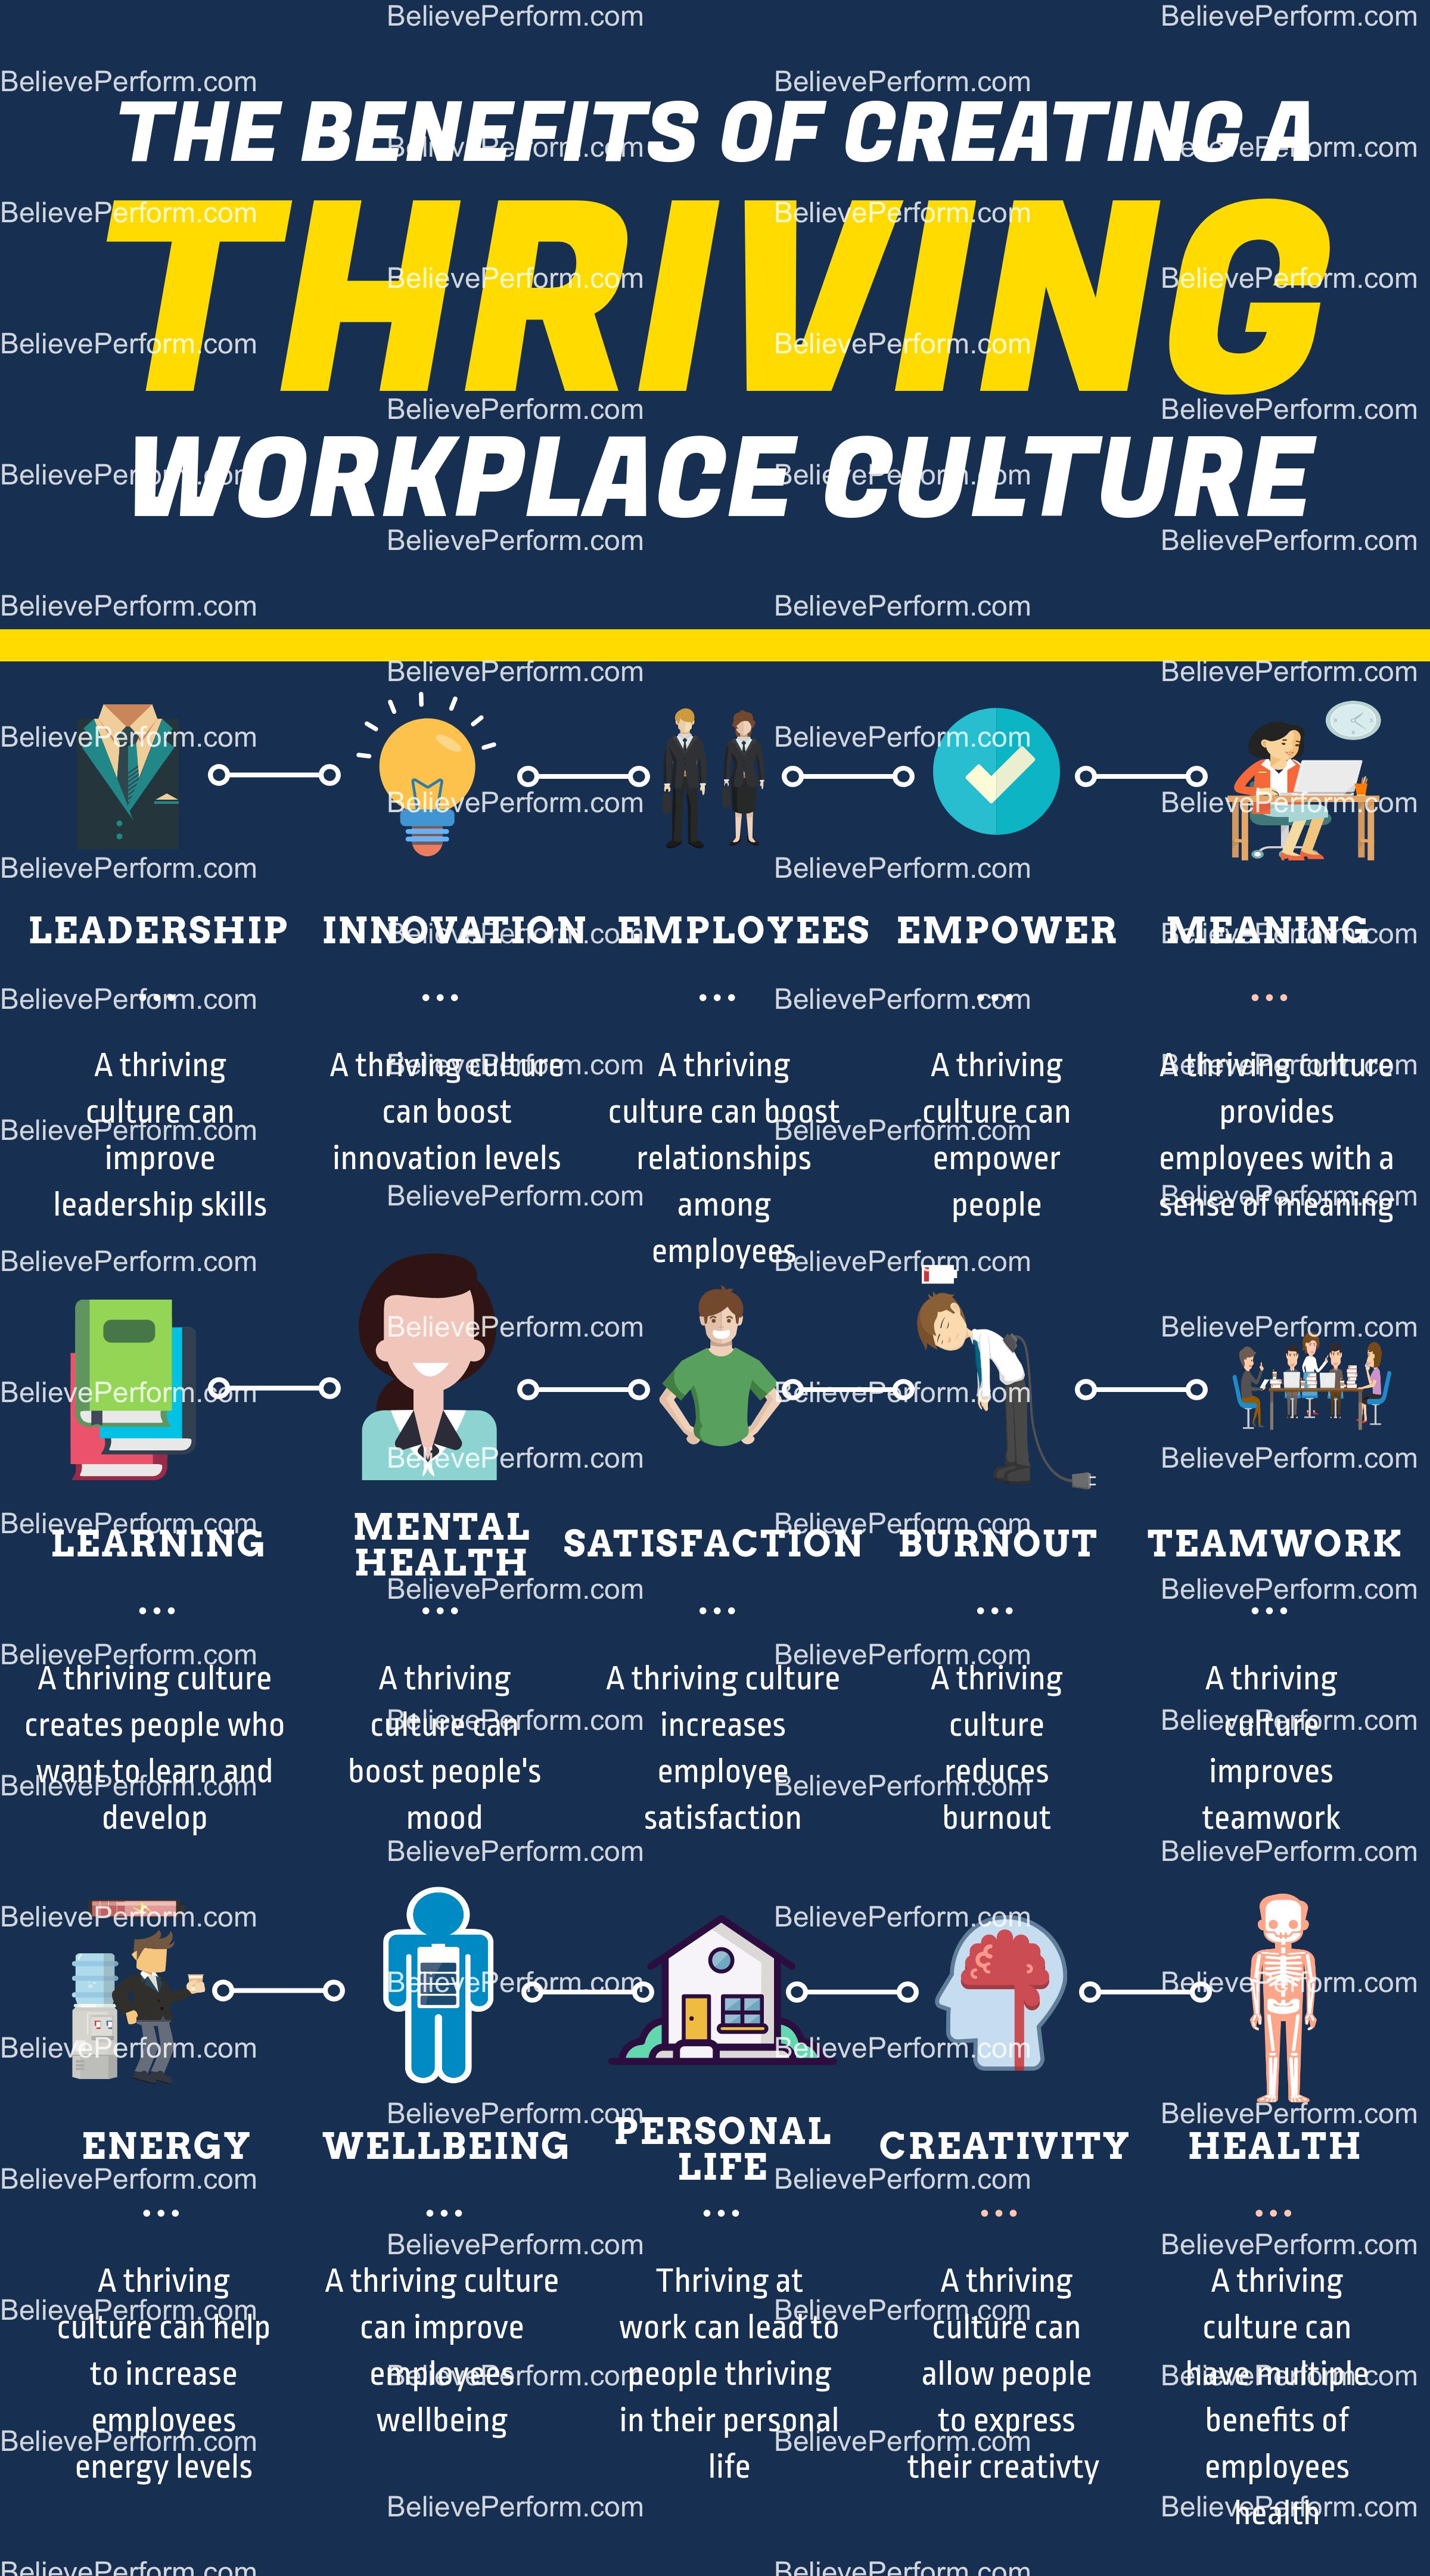 THE BENEFITS OF CREATING A
THRIVING
WORKPLACE CULTURE
LEADERSHIP
...
A thriving
culture can
improve
leadership skills
INNOVATION
...
A thriving culture
can boost
innovation levels
EMPLOYEES
...
A thriving
culture can boost
relationships
among
employees
EMPOWER
...
A thriving
culture can
empower
people
MEANING
...
A thriving culture
provides
employees with a
sense of meaning
LEARNING
...
A thriving culture
creates people who
want to learn and
develop
MENTAL
HEALTH
...
A thriving
culture can
boost people's
mood
SATISFACTION
...
A thriving culture
increases
employee
satisfaction
BURNOUT
...
A thriving
culture
reduces
burnout
TEAMWORK
...
A thriving
culture
improves
teamwork
ENERGY
...
A thriving
culture can help
to increase
employees
energy levels
WELLBEING
...
A thriving culture
can improve
employees
wellbeing
PERSONAL
LIFE
...
Thriving at
work can lead to
people thriving
in their personal
life
CREATIVITY
...
A thriving
culture can
allow people
to express
their creativty
HEALTH
...
A thriving
culture can
have multiple
benefits of
employees
health
BelievePerform.com